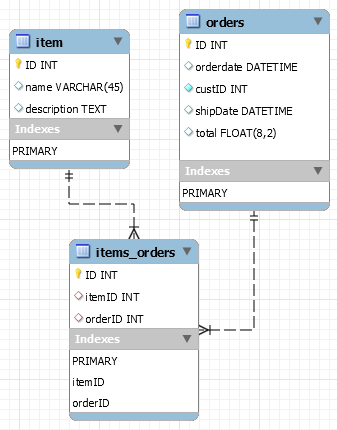 item
ID INT
name VARCHAR(45)
description TEXT
Indexes
PRIMARY
orders
ID INT
orderdate DATETIME
custID INT
shipDate DATETIME
total FLOAT(8,2)
Indexes
PRIMARY
items_orders
ID INT
itemID INT
orderID INT
Indexes
PRIMARY
itemID
orderID